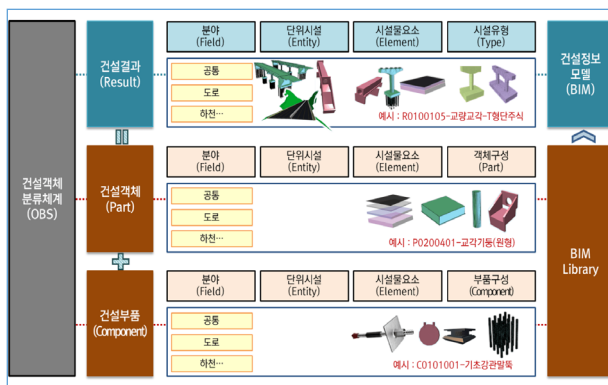 건설객체
분류체계
(OBS)
건설결과
(Result)
분야
(Field)
단위시설
(Entity)
시설물요소
(Element)
시설유형
(Type)
공통
도로
하천…
예시 : R0100105-교량교각-T형단주식
건설정보
모델
(BIM)
건설객체
(Part)
분야
(Field)
단위시설
(Entity)
시설물요소
(Element)
객체구성
(Part)
공통
도로
하천…
예시 : P0200401-교각기둥(원형)
건설부품
(Component)
분야
(Field)
단위시설
(Entity)
시설물요소
(Element)
부품구성
(Component)
공통
도로
하천…
예시 : C0101001-기초강관말뚝
BIM
Library